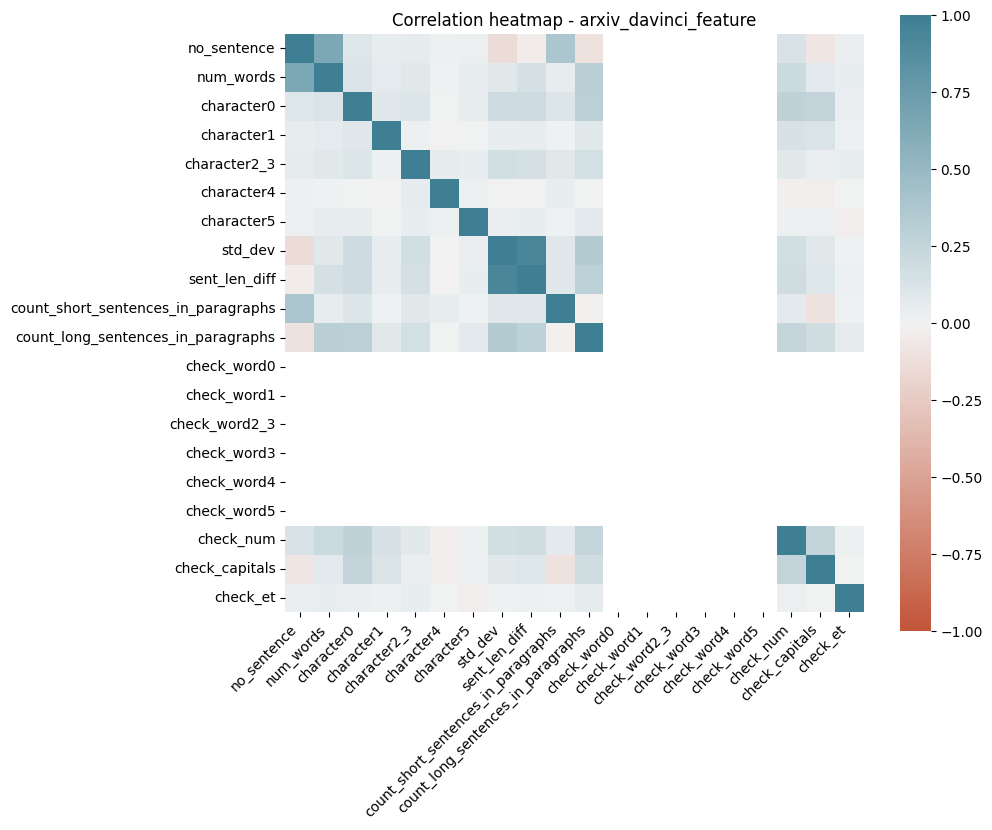 Correlation heatmap - arxiv_davinci_feature
no_sentence
num_words
character0
character1
character2_3
character4
character5
std_dev
sent_len_diff
count_short_sentences_in_paragraphs
count_long_sentences_in_paragraphs
check_word0
check_word1
check_word2_3
check_word3
check_word4
check_word5
check_num
check_capitals
check_et
no_sentence
num_words
character0
character1
character2_3
character4
character5
std_dev
sent_len_diff
count_short_sentences_in_paragraphs
count_long_sentences_in_paragraphs
check_word0
check_word1
check_word2_3
check_word3
check_word4
check_word5
check_num
check_capitals
check_et
1.00
0.75
0.50
0.25
0.00
−0.25
−0.50
−0.75
−1.00